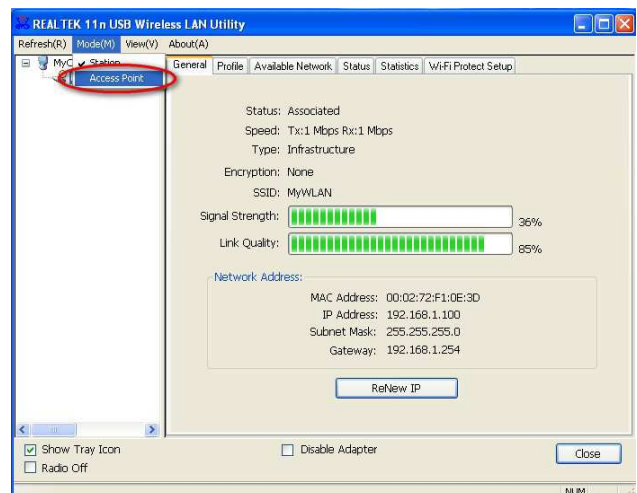 REALTEK 11n USB Wireless LAN Utility
Refresh(R) Mode(M) View(V) About(A)
MyC ✔ Station
Access Point
General Profile Available Network Status Statistics Wi-Fi Protect Setup
Status: Associated
Speed: Tx:1 Mbps Rx:1 Mbps
Type: Infrastructure
Encryption: None
SSID: MyWLAN
Signal Strength: 36%
Link Quality: 85%
Network Address:
MAC Address: 00:02:72:F1:0E:3D
IP Address: 192.168.1.100
Subnet Mask: 255.255.255.0
Gateway: 192.168.1.254
ReNew IP
Show Tray Icon Disable Adapter Close
Radio Off
NUM